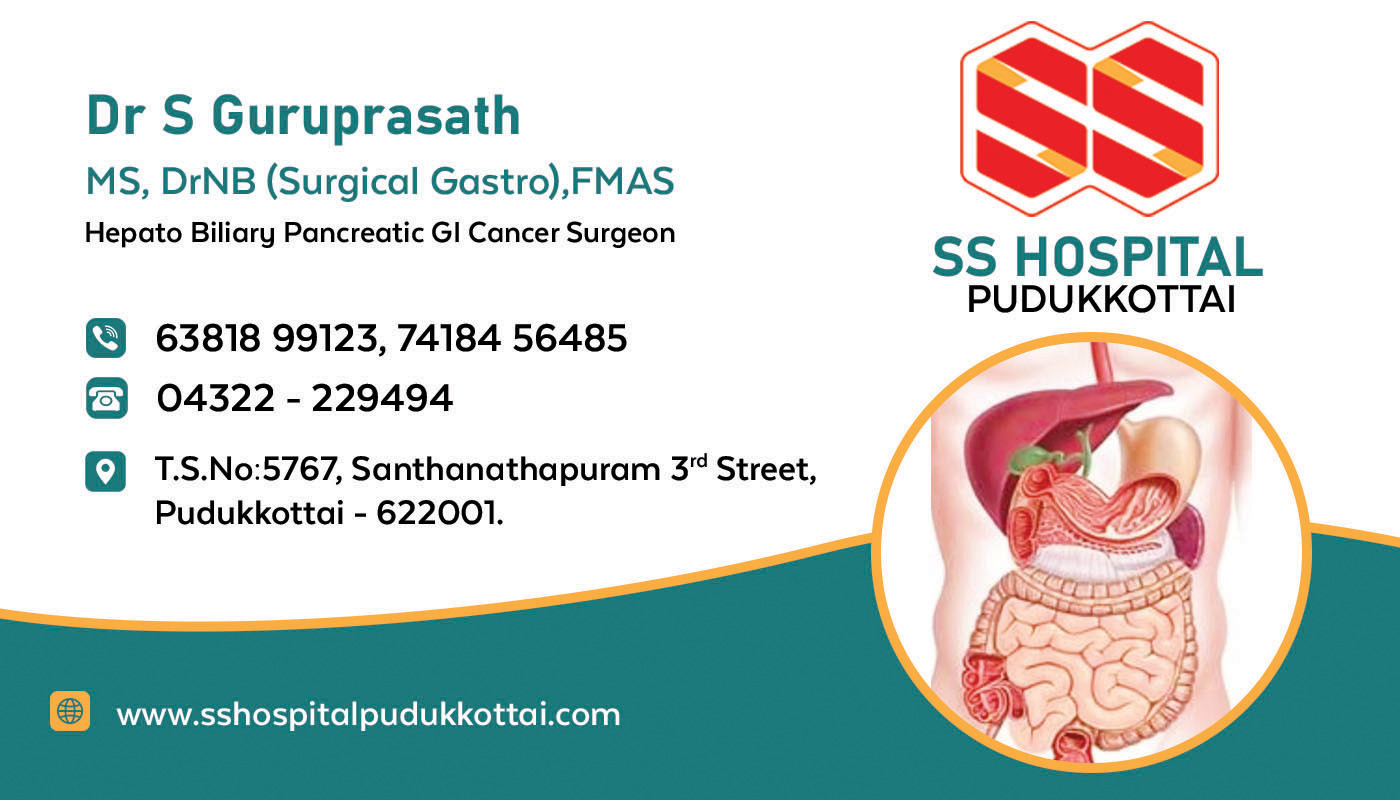 Dr S Guruprasath
MS, DrNB (Surgical Gastro),FMAS
Hepato Biliary Pancreatic GI Cancer Surgeon
63818 99123, 74184 56485
04322 - 229494
T.S.No:5767, Santhanathapuram 3rd Street,
Pudukkottai - 622001.
www.sshospitalpudukkottai.com
SS
SS HOSPITAL
PUDUKKOTTAI